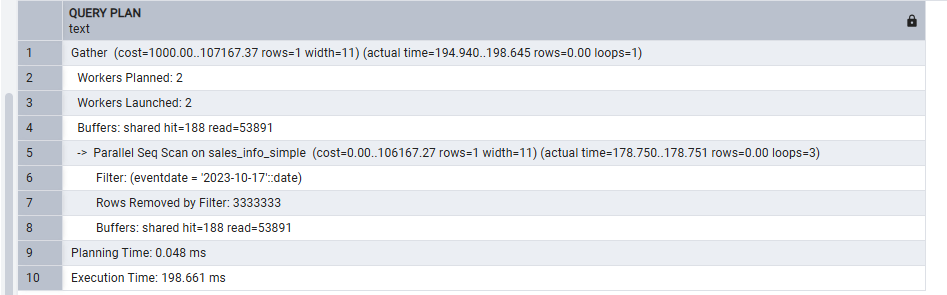 QUERY PLAN
text
1 Gather (cost=1000.00..107167.37 rows=1 width=11) (actual time=194.940..198.645 rows=0.00 loops=1)
2 Workers Planned: 2
3 Workers Launched: 2
4 Buffers: shared hit=188 read=53891
5 -> Parallel Seq Scan on sales_info_simple (cost=0.00..106167.27 rows=1 width=11) (actual time=178.750..178.751 rows=0.00 loops=3)
6 Filter: (eventdate = '2023-10-17'::date)
7 Rows Removed by Filter: 3333333
8 Buffers: shared hit=188 read=53891
9 Planning Time: 0.048 ms
10 Execution Time: 198.661 ms